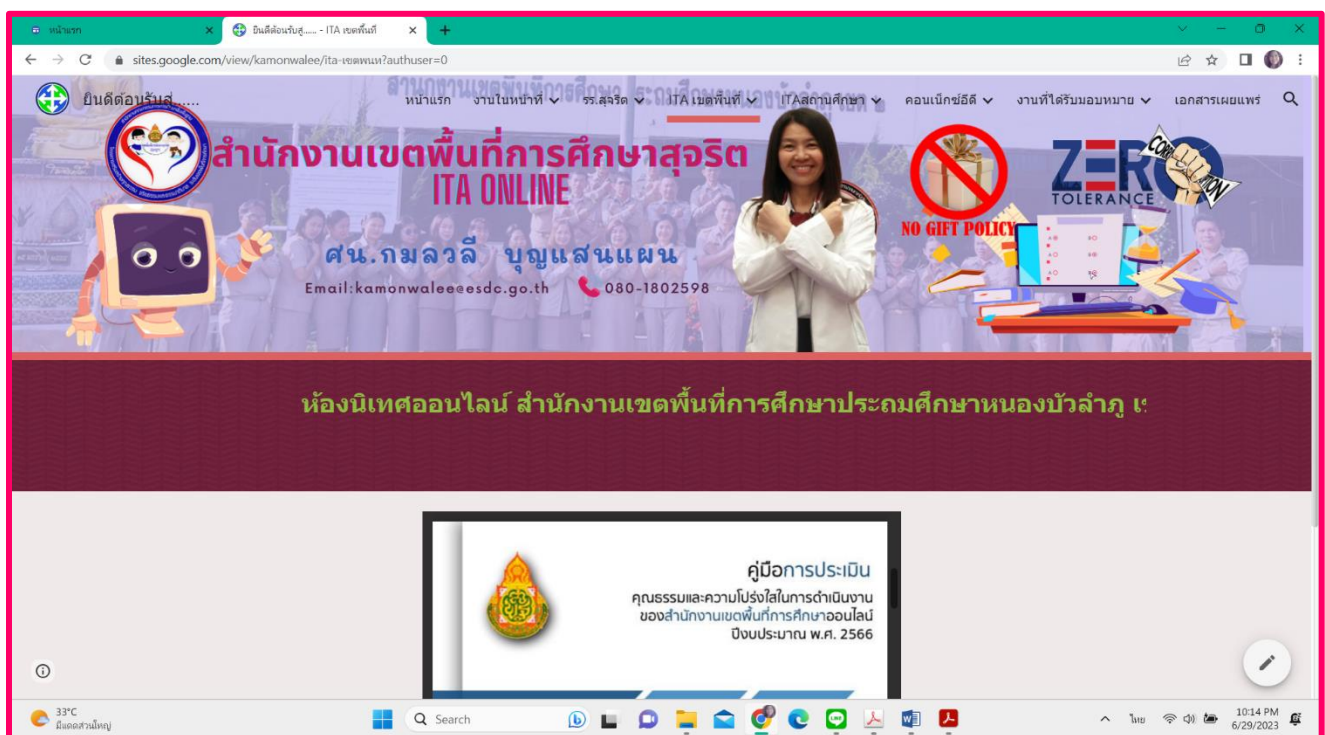 หน้าแรก
ยินดีต้อนรับสู่...... - ITA เขตพื้นที่
sites.google.com/view/kamonwalee/ita-เขตพนท?authuser=0
ยินดีต้อนรับสู่......
หน้าแรก งานในหน้าที่ รร.สุจริต ITA เขตพื้นที่ ITAสถานศึกษา คอนเน็กซ์อีดี งานที่ได้รับมอบหมาย เอกสารเผยแพร่
สำนักงานเขตพื้นที่การศึกษาสุจริต
ITA ONLINE
ศน.กมลวลี บุญแสนแผน
Email:kamonwalee@esdc.go.th 080-1802598
NO GIFT POLICY
ZERO
TOLERANCE
CORRUPTION
ห้องนิเทศออนไลน์ สำนักงานเขตพื้นที่การศึกษาประถมศึกษาหนองบัวลำภู เข
คู่มือการประเมิน
คุณธรรมและความโปร่งใสในการดำเนินงาน
ของสำนักงานเขตพื้นที่การศึกษาออนไลน์
ปีงบประมาณ พ.ศ. 2566
33°C
มีแดดส่วนใหญ่
Search
ไทย
10:14 PM
6/29/2023